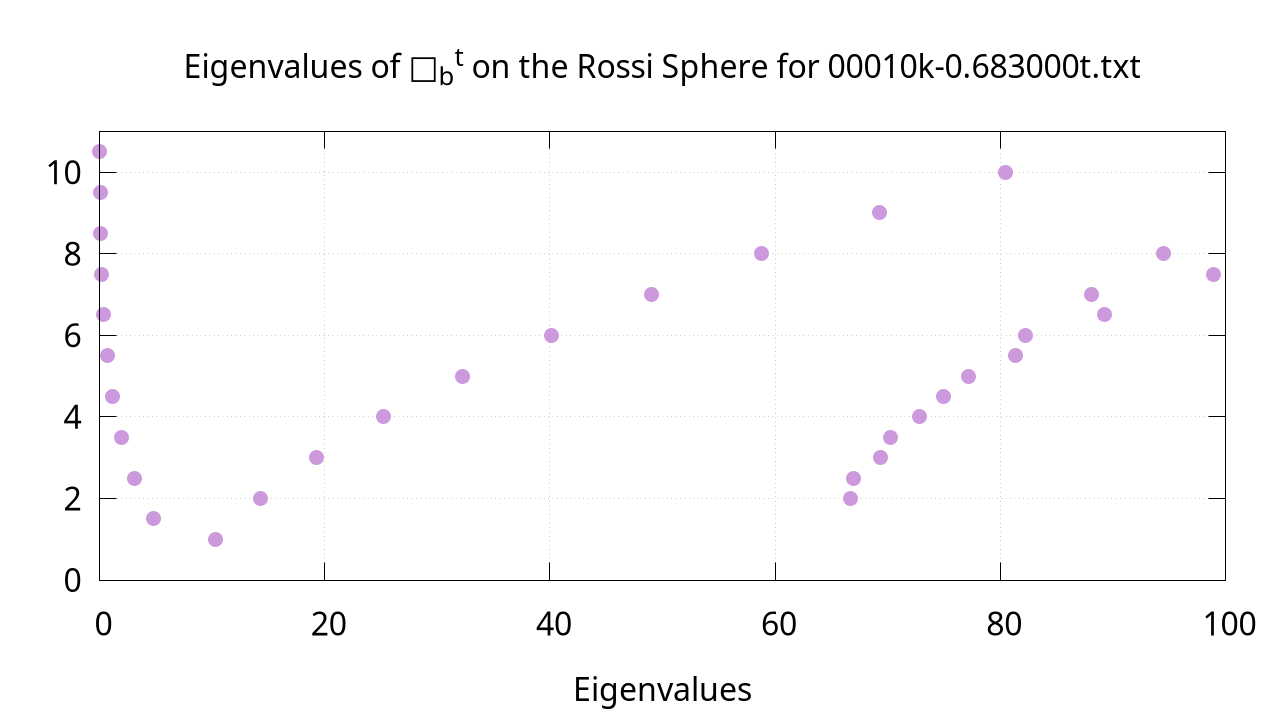 Eigenvalues of □bᵗ on the Rossi Sphere for 00010k-0.683000t.txt
10
8
6
4
2
0
0 20 40 60 80 100
Eigenvalues